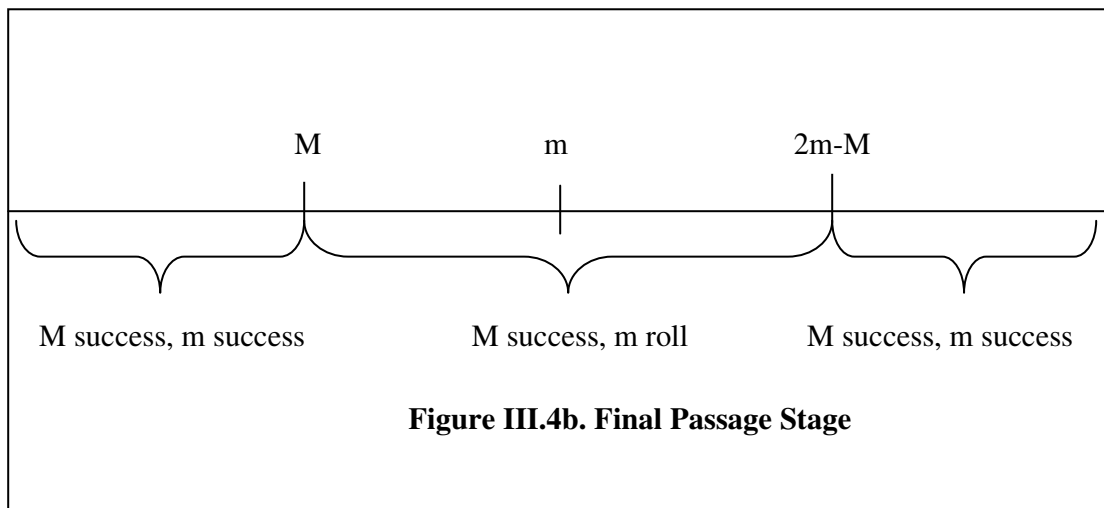 M m 2m-M
M success, m success M success, m roll M success, m success
Figure III.4b. Final Passage Stage